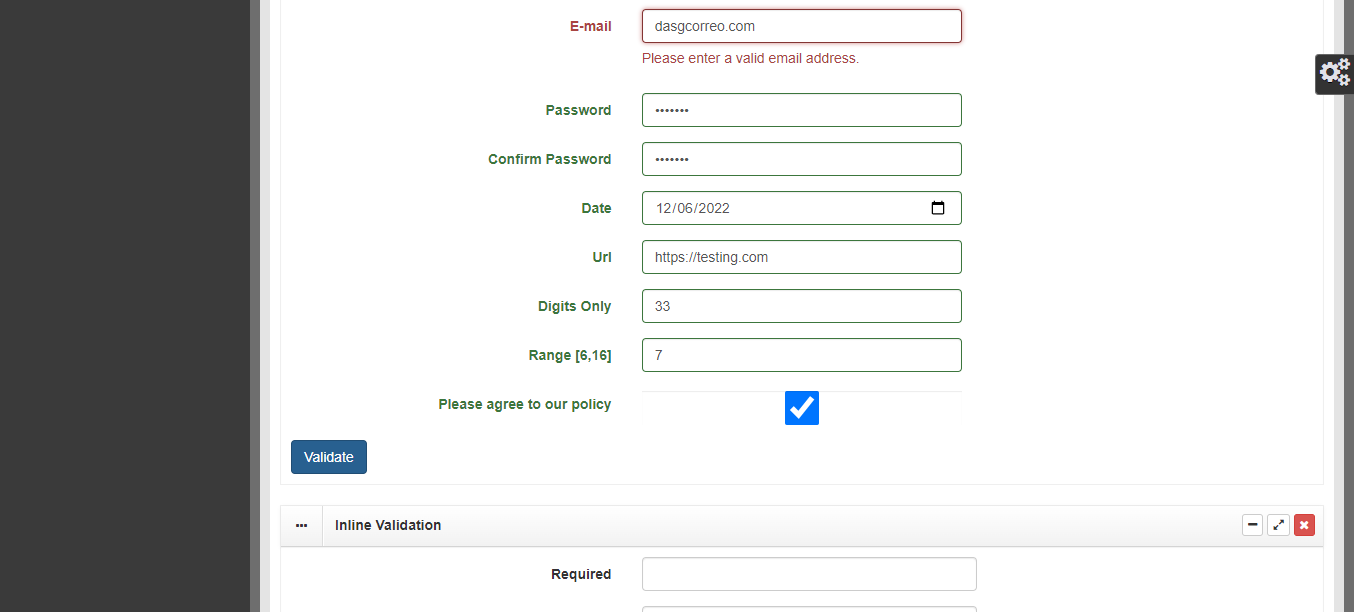 E-mail dasgcorreo.com
Please enter a valid email address.
Password •••••••
Confirm Password •••••••
Date 12/06/2022
Url https://testing.com
Digits Only 33
Range [6,16] 7
Please agree to our policy
Validate
Inline Validation
Required